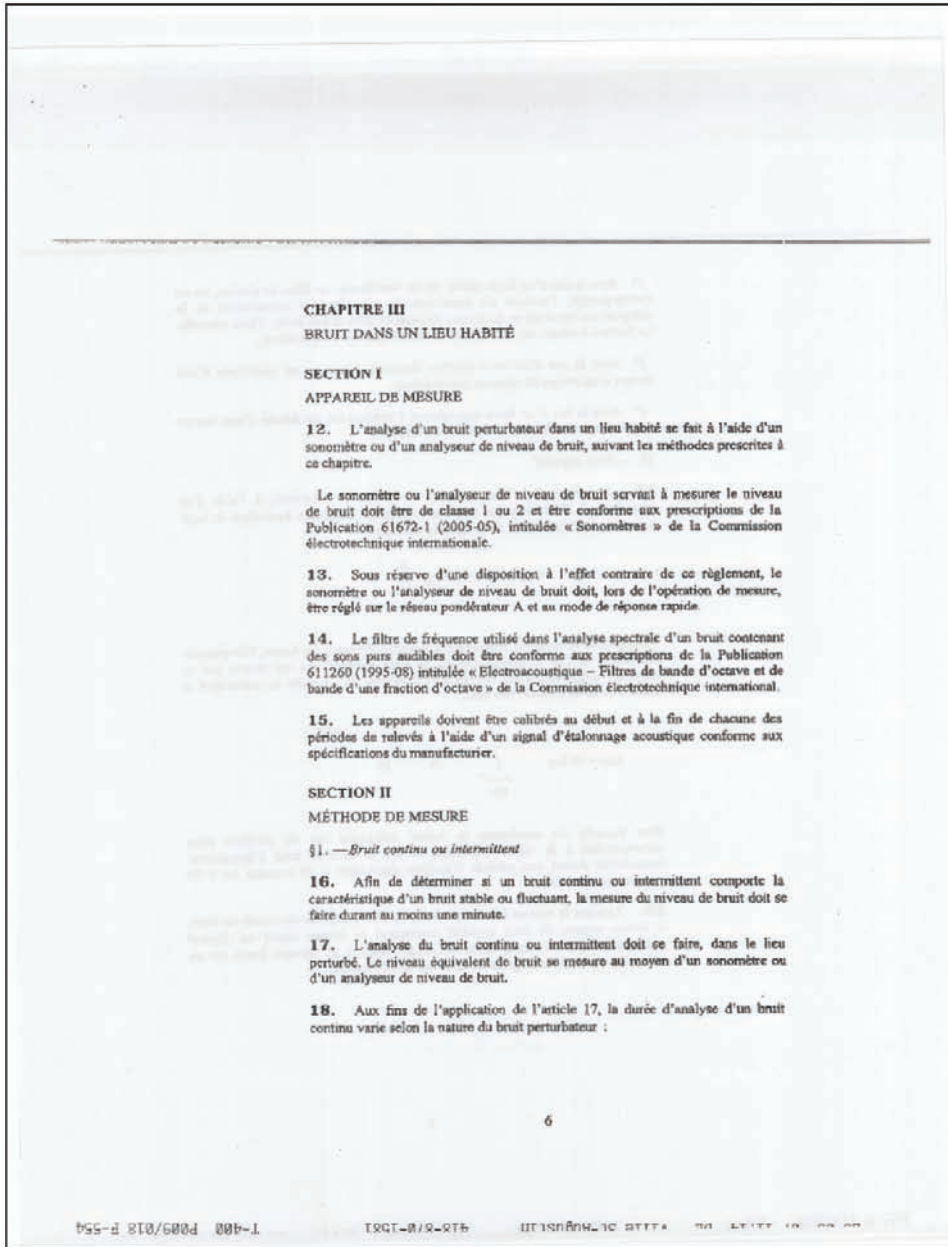 CHAPITRE III
BRUIT DANS UN LIEU HABITÉ
SECTION I
APPAREIL DE MESURE
12. L'analyse d'un bruit perturbateur dans un lieu habité se fait à l'aide d'un
sonomètre ou d'un analyseur de niveau de bruit, suivant les méthodes prescrites à
ce chapitre.
Le sonomètre ou l'analyseur de niveau de bruit servant à mesurer le niveau
de bruit doit être de classe 1 ou 2 et être conforme aux prescriptions de la
Publication 61672-1 (2005-05), intitulée « Sonomètres » de la Commission
électrotechnique internationale.
13. Sous réserve d'une disposition à l'effet contraire de ce règlement, le
sonomètre ou l'analyseur de niveau de bruit doit, lors de l'opération de mesure,
être réglé sur le réseau pondérateur A et au mode de réponse rapide.
14. Le filtre de fréquence utilisé dans l'analyse spectrale d'un bruit contenant
des sons purs audibles doit être conforme aux prescriptions de la Publication
611260 (1995-08) intitulée « Electroacoustique – Filtres de bande d'octave et de
bande d'une fraction d'octave » de la Commission électrotechnique international.
15. Les appareils doivent être calibrés au début et à la fin de chacune des
périodes de relevés à l'aide d'un signal d'étalonnage acoustique conforme aux
spécifications du manufacturier.
SECTION II
MÉTHODE DE MESURE
§1. —Bruit continu ou intermittent
16. Afin de déterminer si un bruit continu ou intermittent comporte la
caractéristique d'un bruit stable ou fluctuant, la mesure du niveau de bruit doit se
faire durant au moins une minute.
17. L'analyse du bruit continu ou intermittent doit se faire, dans le lieu
perturbé. Le niveau équivalent de bruit se mesure au moyen d'un sonomètre ou
d'un analyseur de niveau de bruit.
18. Aux fins de l'application de l'article 17, la durée d'analyse d'un bruit
continu varie selon la nature du bruit perturbateur :
6
T-400 P009/018 F-554
418-878-1581